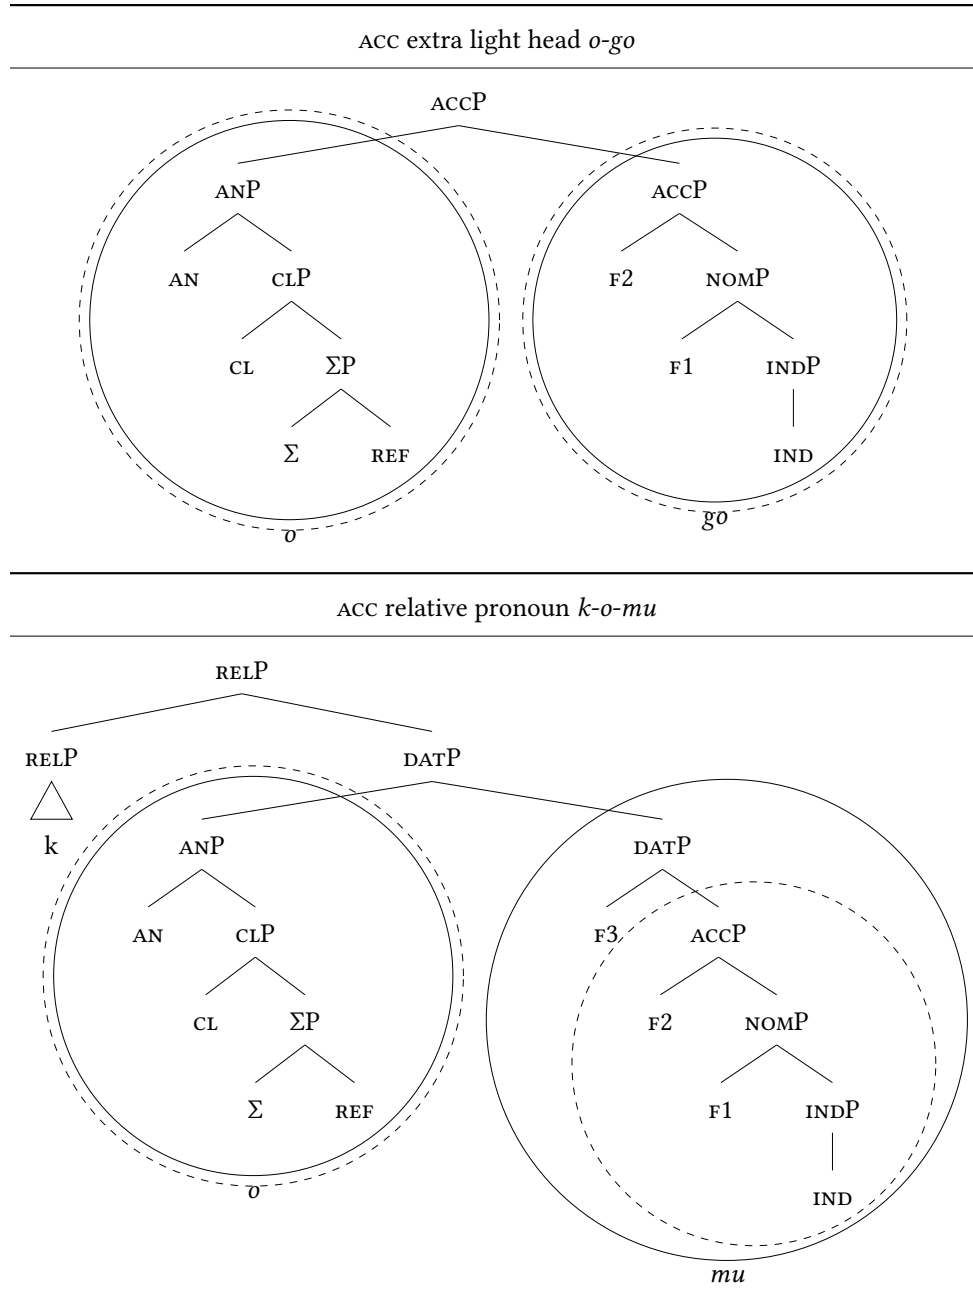 ACC extra light head o-go
ACCP
ANP ACCP
AN CLP F2 NOMP
CL ΣP F1 INDP
Σ REF IND
o go
ACC relative pronoun k-o-mu
RELP
RELP DATP
k ANP DATP
AN CLP F3 ACCP
CL ΣP F2 NOMP
Σ REF F1 INDP
o IND
mu